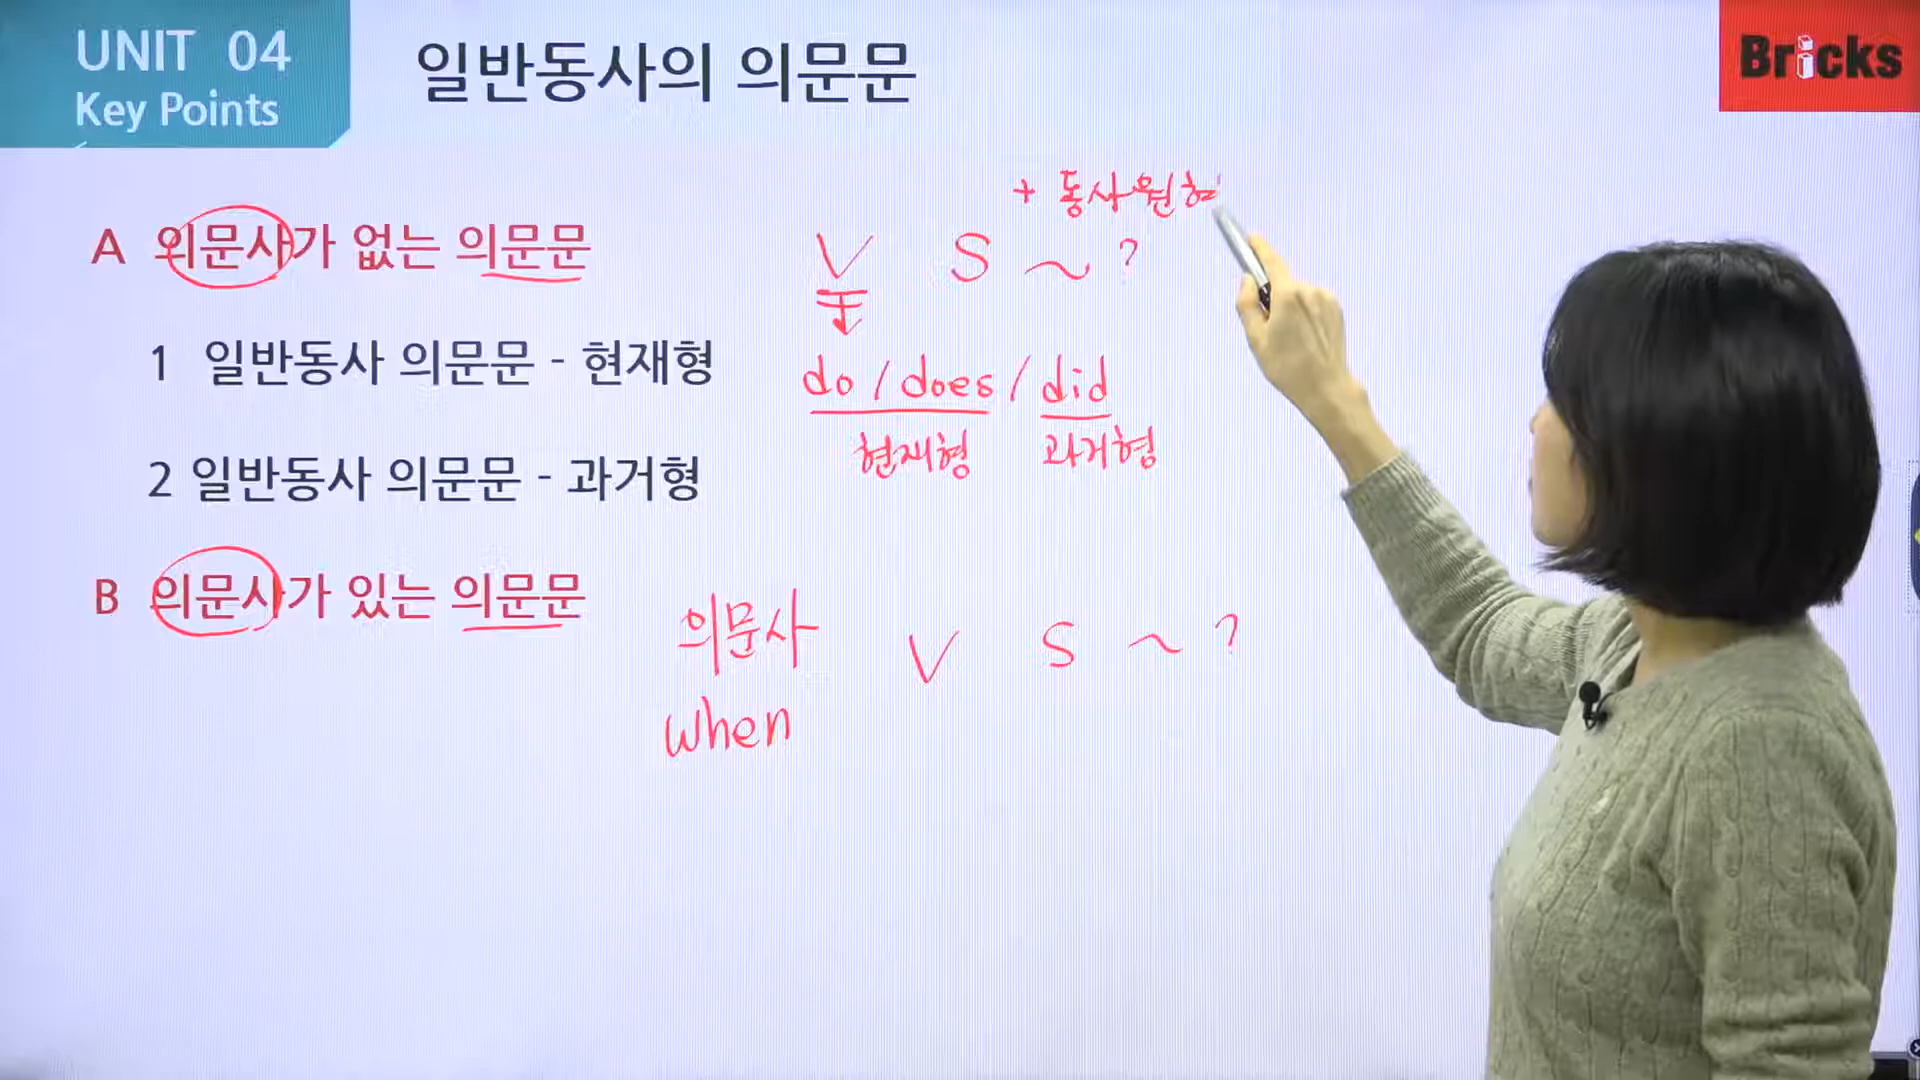 UNIT 04
Key Points
일반동사의 의문문
Bricks
+ 동사원혀
A 의문사가 없는 의문문
V S ~ ?
1 일반동사 의문문 - 현재형
do / does / did
현재형 과거형
2 일반동사 의문문 - 과거형
B 의문사가 있는 의문문
의문사 V S ~ ?
when